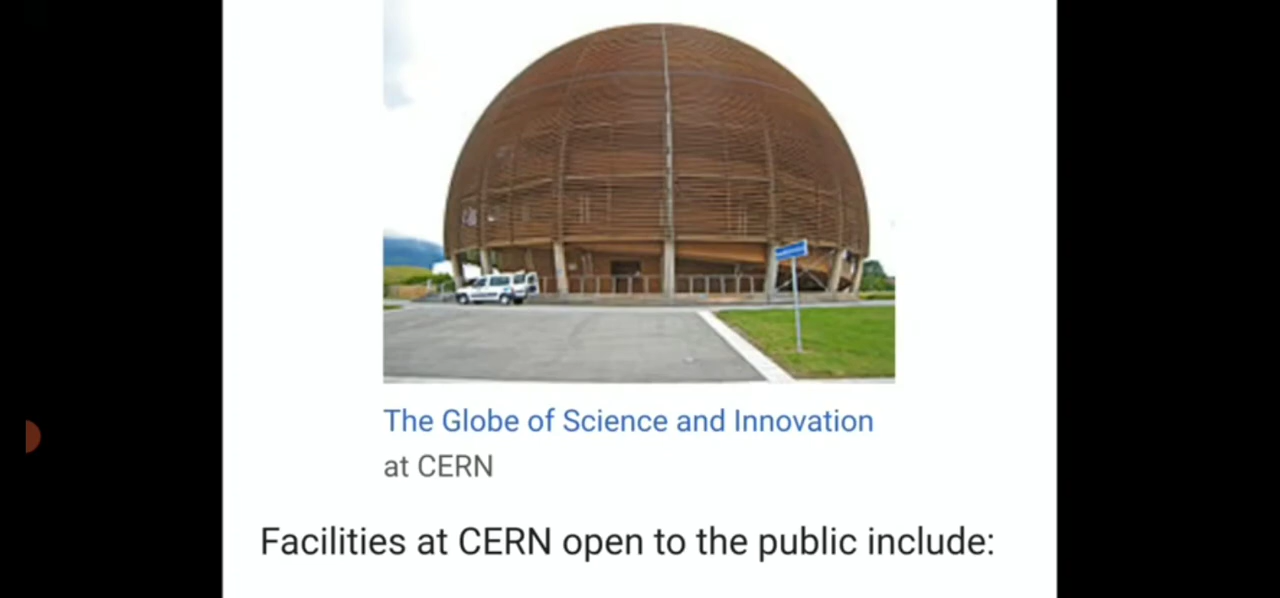 The Globe of Science and Innovation
at CERN
Facilities at CERN open to the public include: